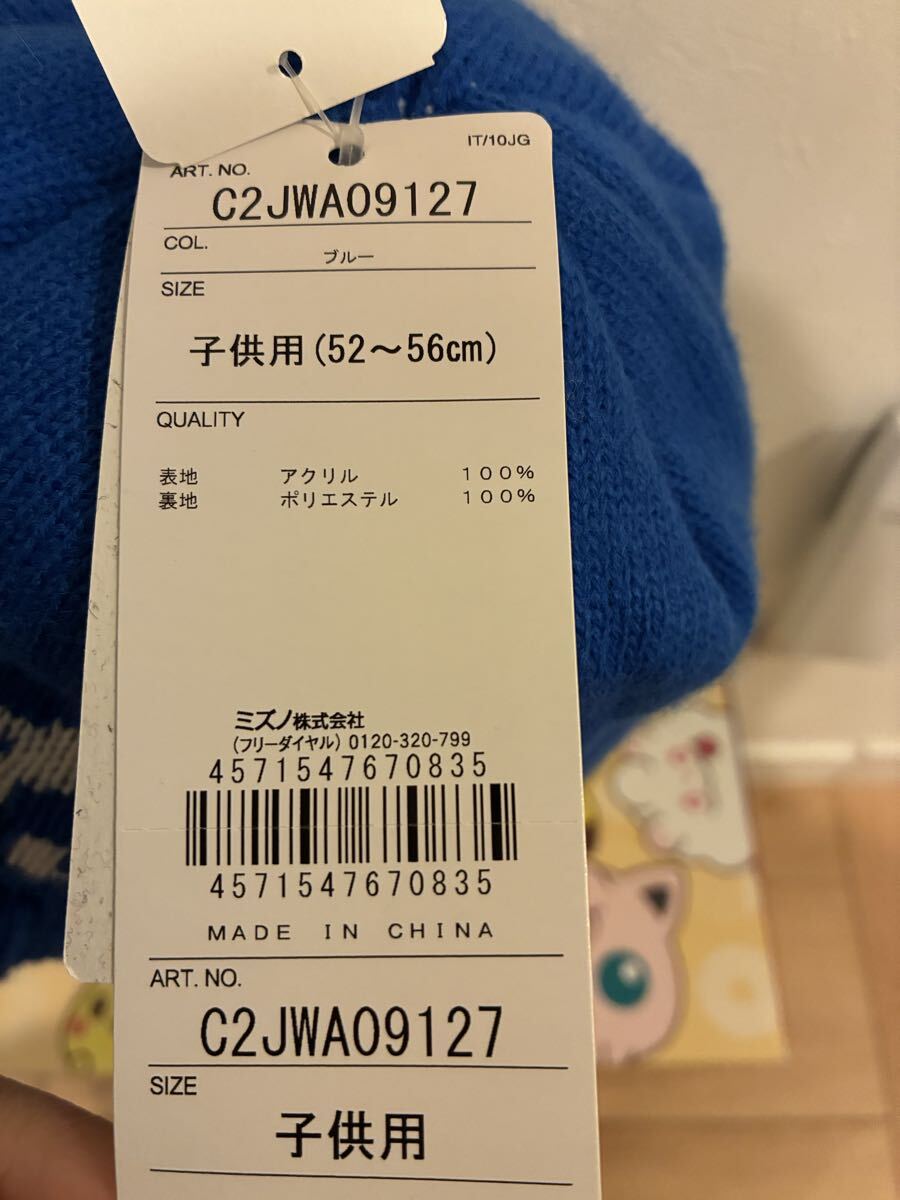 IT/10JG
ART. NO.
C2JWA09127
COL.
ブルー
SIZE
子供用(52～56cm)
QUALITY
表地 アクリル 100%
裏地 ポリエステル 100%
ミズノ株式会社
(フリーダイヤル) 0120-320-799
4571547670835
4571547670835
MADE IN CHINA
ART. NO.
C2JWA09127
SIZE
子供用